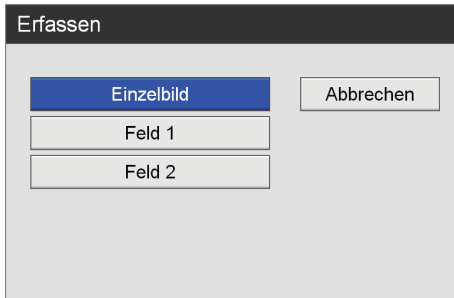 Erfassen
Einzelbild
Abbrechen
Feld 1
Feld 2